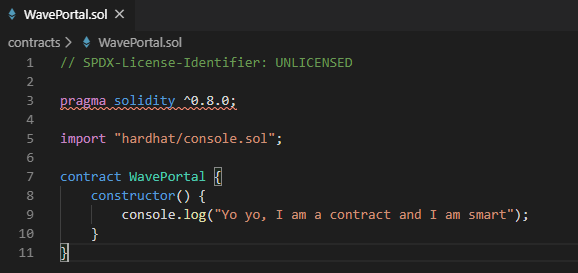 WavePortal.sol ×
contracts > WavePortal.sol
1 // SPDX-License-Identifier: UNLICENSED
2
3 pragma solidity ^0.8.0;
4
5 import "hardhat/console.sol";
6
7 contract WavePortal {
8     constructor() {
9         console.log("Yo yo, I am a contract and I am smart");
10     }
11 }